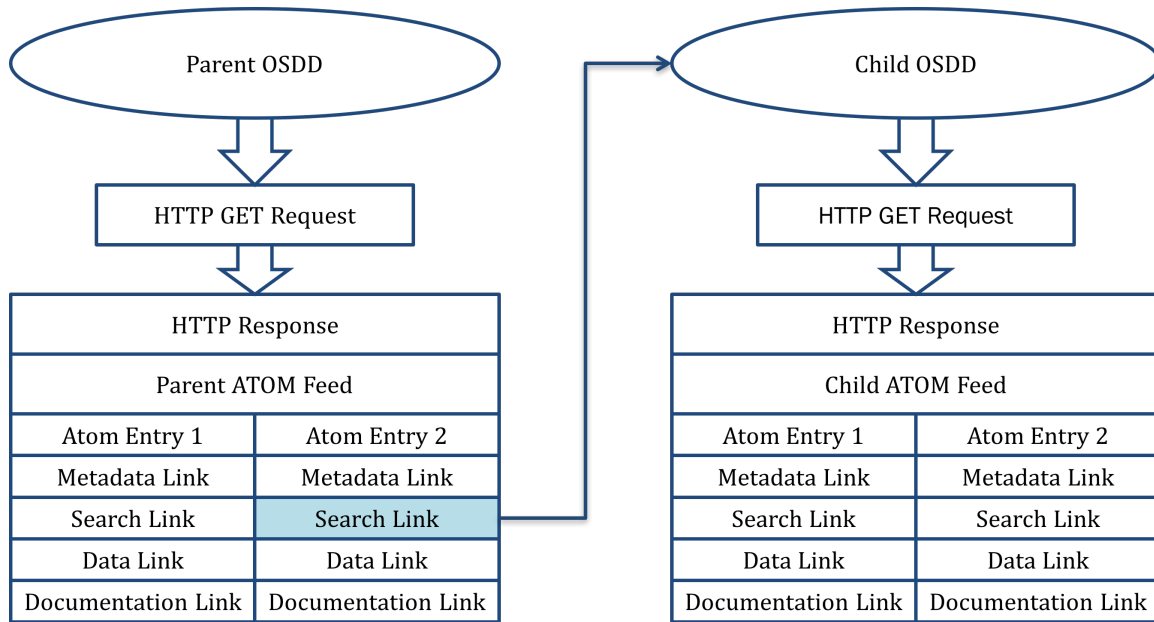 Parent OSDD
HTTP GET Request
HTTP Response
Parent ATOM Feed
Atom Entry 1
Atom Entry 2
Metadata Link
Metadata Link
Search Link
Search Link
Data Link
Data Link
Documentation Link
Documentation Link
Child OSDD
HTTP GET Request
HTTP Response
Child ATOM Feed
Atom Entry 1
Atom Entry 2
Metadata Link
Metadata Link
Search Link
Search Link
Data Link
Data Link
Documentation Link
Documentation Link